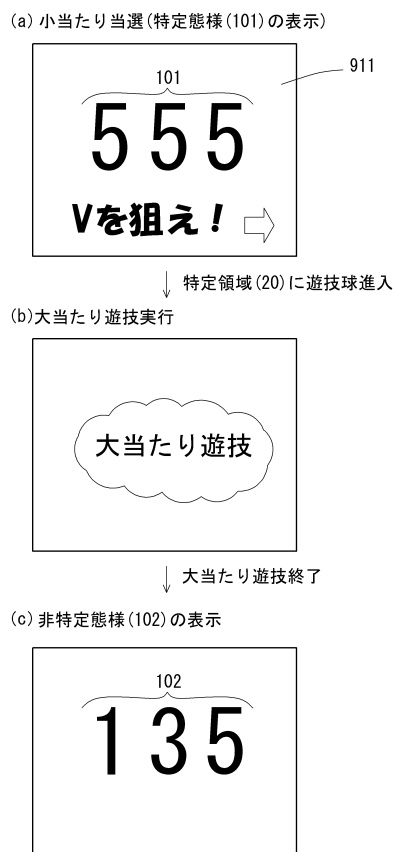 (a) 小当たり当選(特定態様(101)の表示)
101
911
555
Vを狙え!
特定領域(20)に遊技球進入
(b)大当たり遊技実行
大当たり遊技
大当たり遊技終了
(c) 非特定態様(102)の表示
102
135